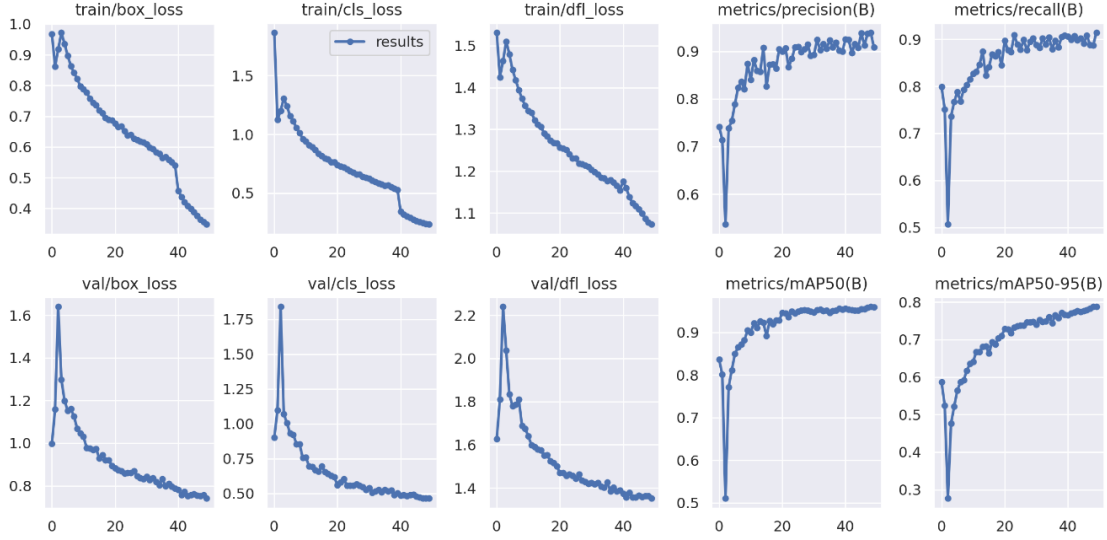 train/box_loss
train/cls_loss
train/dfl_loss
metrics/precision(B)
metrics/recall(B)
1.0
0.9
0.8
0.7
0.6
0.5
0.4
0 20 40
results
1.5
1.0
0.5
0 20 40
1.5
1.4
1.3
1.2
1.1
0 20 40
0.9
0.8
0.7
0.6
0 20 40
0.9
0.8
0.7
0.6
0.5
0 20 40
val/box_loss
val/cls_loss
val/dfl_loss
metrics/mAP50(B)
metrics/mAP50-95(B)
1.6
1.4
1.2
1.0
0.8
0 20 40
1.75
1.50
1.25
1.00
0.75
0.50
0 20 40
2.2
2.0
1.8
1.6
1.4
0 20 40
0.9
0.8
0.7
0.6
0.5
0 20 40
0.8
0.7
0.6
0.5
0.4
0.3
0 20 40